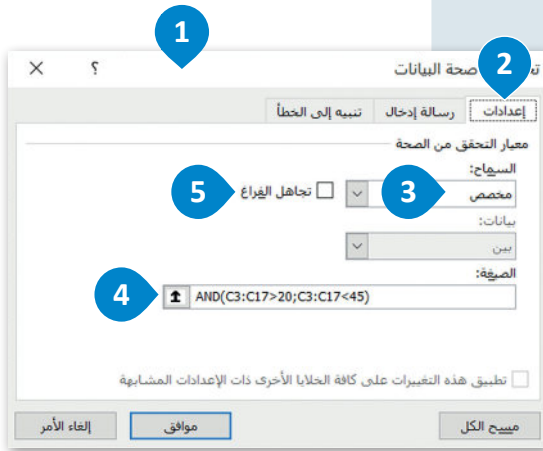 1
صحة البيانات
2
؟
×
إعدادات
رسالة إدخال
تنبيه إلى الخطأ
معيار التحقق من الصحة
السماح:
مخصص
3
تجاهل الفراغ
5
بيانات:
بين
الصيغة:
AND(C3:C17>20;C3:C17<45)
4
تطبيق هذه التغييرات على كافة الخلايا الأخرى ذات الإعدادات المشابهة
مسح الكل
موافق
إلغاء الأمر